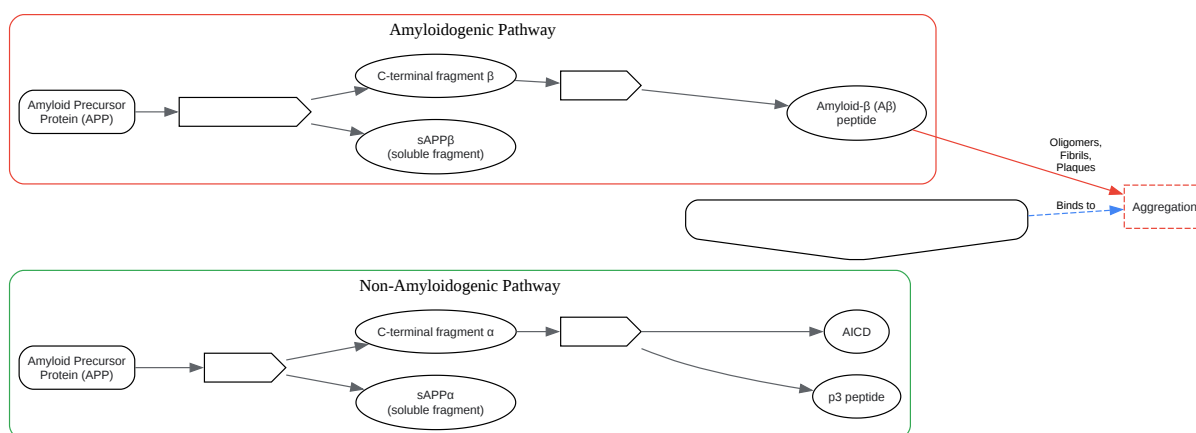 Amyloidogenic Pathway
Amyloid Precursor
Protein (APP)
C-terminal fragment β
sAPPβ
(soluble fragment)
Amyloid-β (Aβ)
peptide
Oligomers,
Fibrils,
Plaques
Binds to
Aggregation
Non-Amyloidogenic Pathway
Amyloid Precursor
Protein (APP)
C-terminal fragment α
sAPPα
(soluble fragment)
AICD
p3 peptide